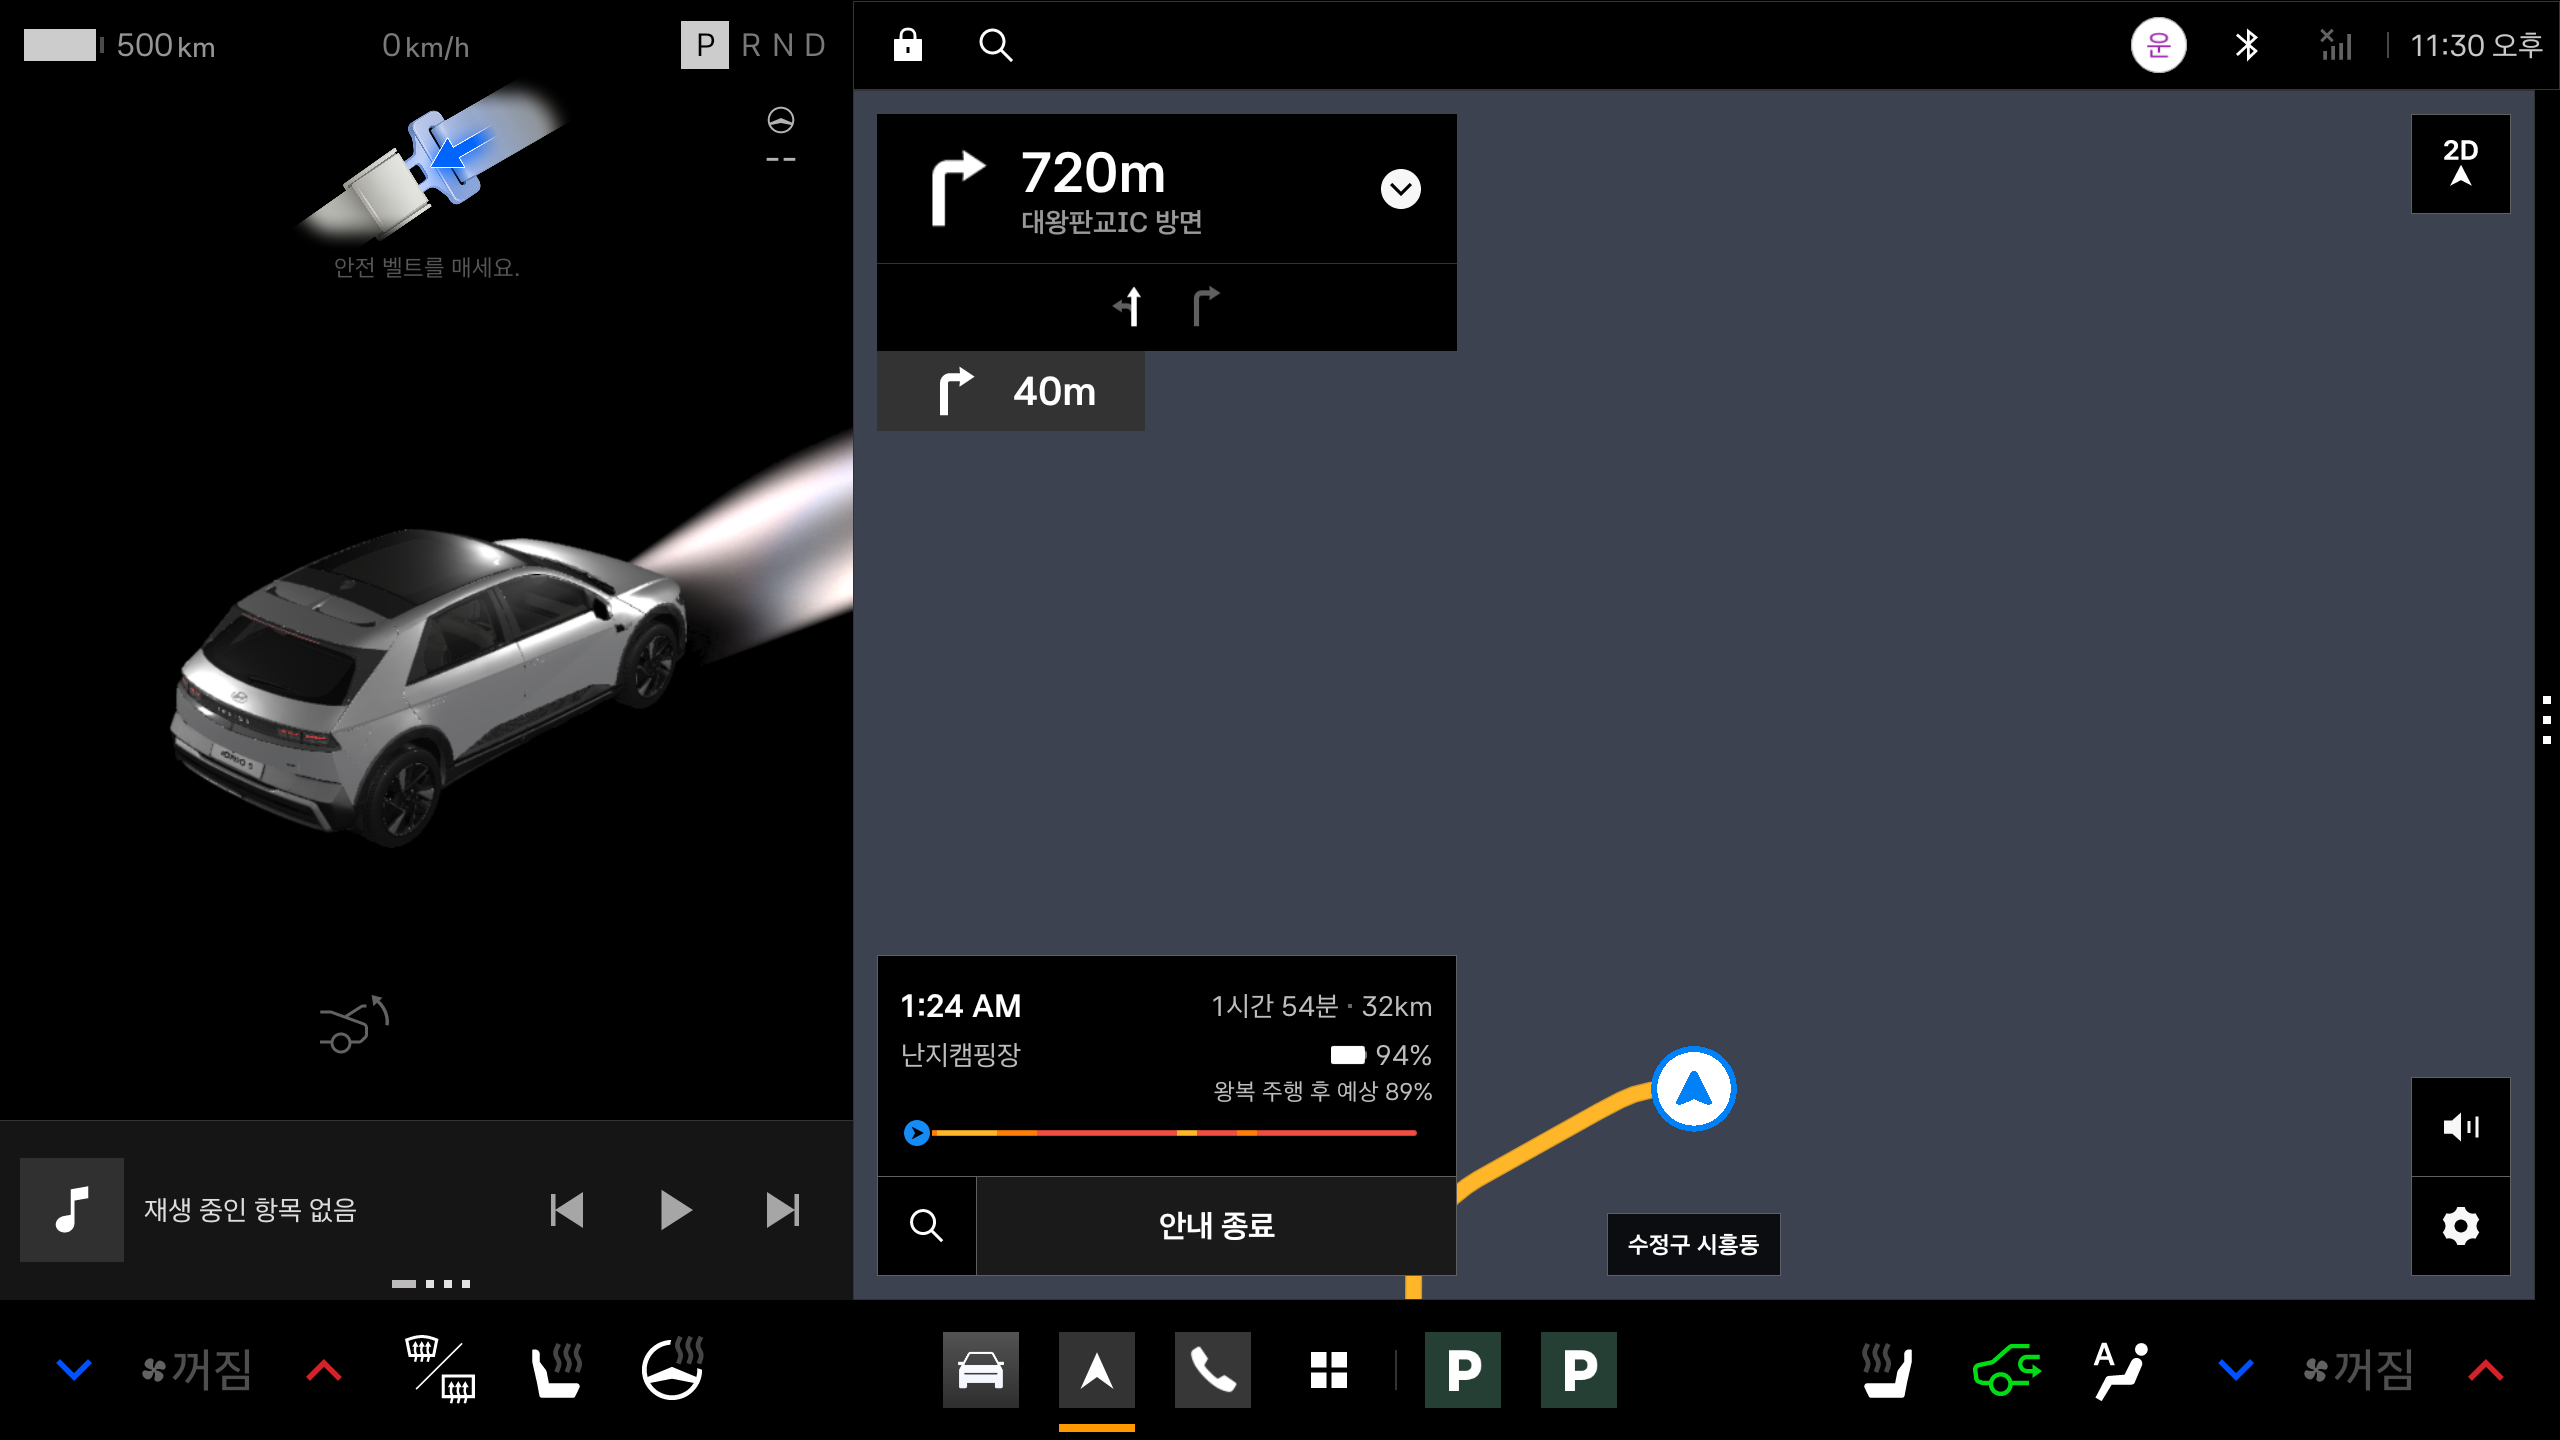 500 km
0 km/h
P R N D
운
11:30 오후
--
안전 벨트를 매세요.
720m
대왕판교IC 방면
40m
2D
IONIQ 5
1:24 AM
1시간 54분 · 32km
난지캠핑장
94%
왕복 주행 후 예상 89%
안내 종료
수정구 시흥동
재생 중인 항목 없음
꺼짐
P
P
A
꺼짐